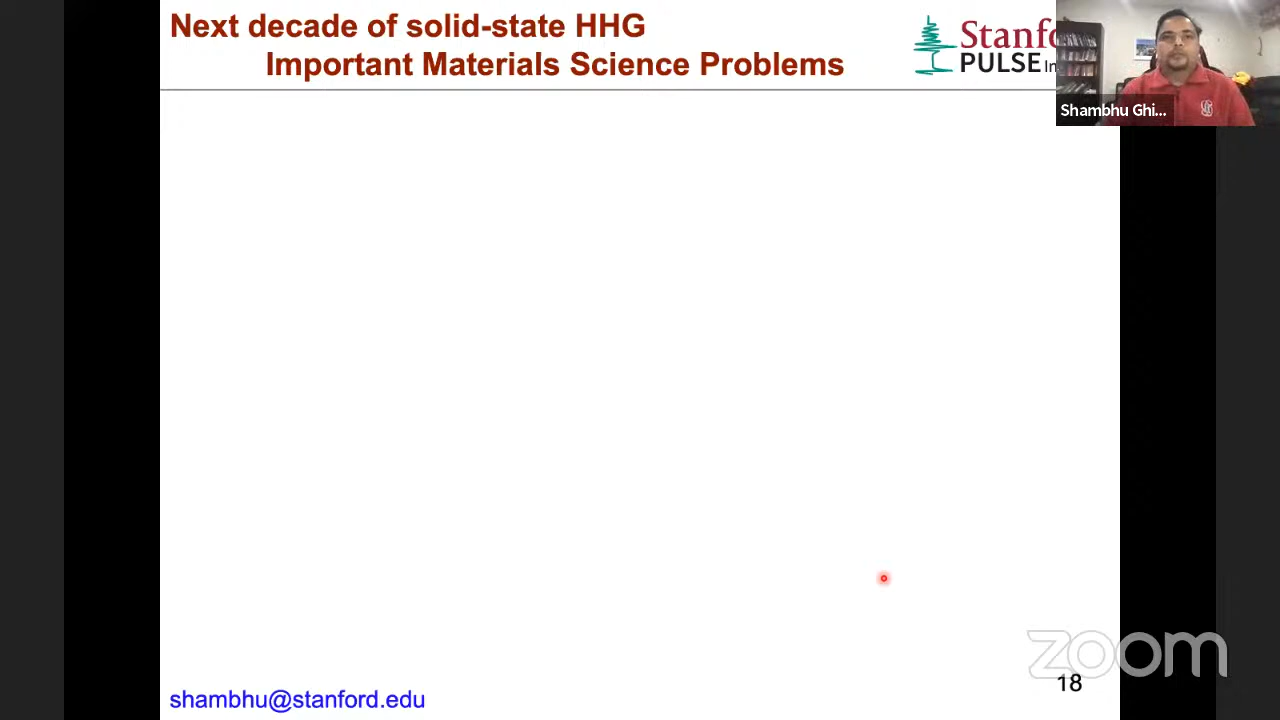 Next decade of solid-state HHG
Important Materials Science Problems
Stanf
PULSE In
Shambhu Ghi...
zoom
18
shambhu@stanford.edu